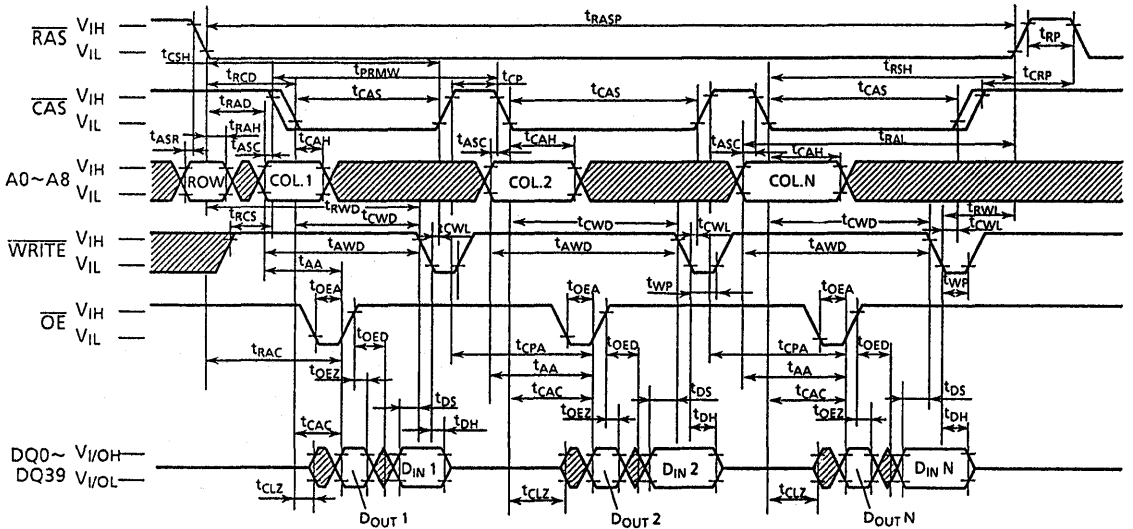 tRASP
RAS VIH
VIL
tRP
tCSH
tRCD tPRMW tCP tRSH tCRP
CAS VIH
VIL
tCAS tCAS tCAS
tRAD tRAL
tASR tRAH tASC tCAH tASC tCAH tASC tCAH
A0~A8 VIH
VIL
ROW COL.1 COL.2 COL.N
tRWD tRWL
tRCS tCWD tCWD tCWD
WRITE VIH
VIL
tCWL tCWL tCWL
tAWD tAWD tAWD
tAA tWP tWP
tOEA tOEA tOEA
OE VIH
VIL
tOED tOED tOED
tRAC tCPA tCPA
tOEZ tAA tAA
tDS tCAC tDS tCAC tDS
tCAC tDH tOEZ tDH tOEZ tDH
DQ0~ VI/OH
DQ39 VI/OL
DIN 1 DIN 2 DIN N
tCLZ tCLZ tCLZ
DOUT 1 DOUT 2 DOUT N